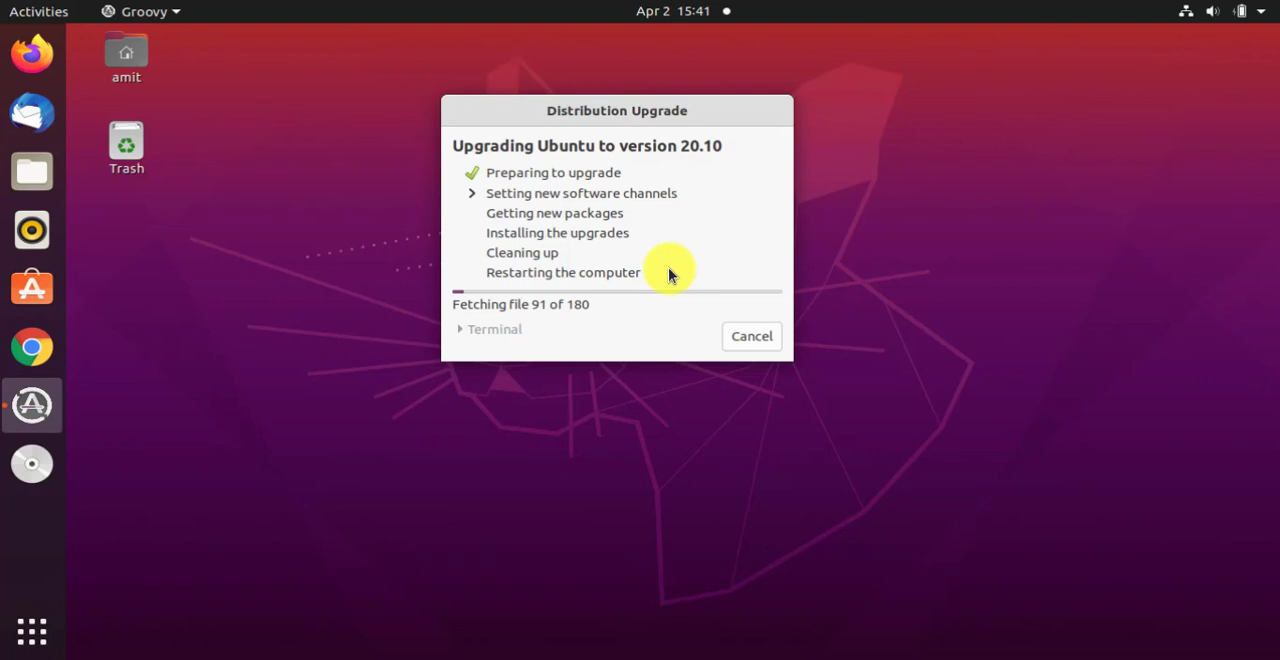 Activities
Groovy
Apr 2 15:41
amit
Trash
Distribution Upgrade
Upgrading Ubuntu to version 20.10
Preparing to upgrade
Setting new software channels
Getting new packages
Installing the upgrades
Cleaning up
Restarting the computer
Fetching file 91 of 180
Terminal
Cancel